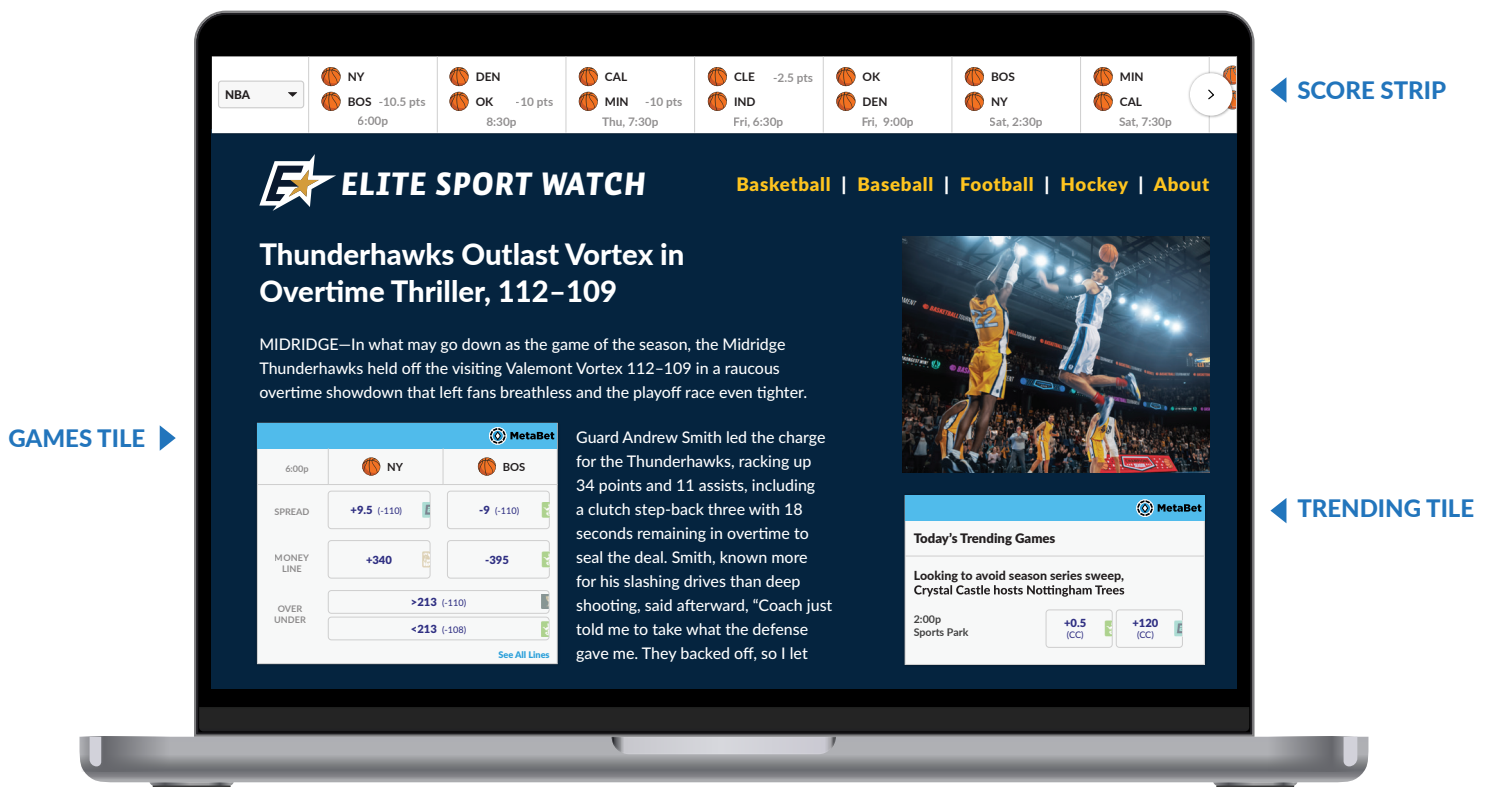 NBA
NY
BOS -10.5 pts
6:00p
DEN
OK -10 pts
8:30p
CAL
MIN -10 pts
Thu, 7:30p
CLE -2.5 pts
IND
Fri, 6:30p
OK
DEN
Fri, 9:00p
BOS
NY
Sat, 2:30p
MIN
CAL
Sat, 7:30p
SCORE STRIP
ELITE SPORT WATCH
Basketball | Baseball | Football | Hockey | About
Thunderhawks Outlast Vortex in
Overtime Thriller, 112–109
MIDRIDGE—In what may go down as the game of the season, the Midridge
Thunderhawks held off the visiting Valemont Vortex 112–109 in a raucous
overtime showdown that left fans breathless and the playoff race even tighter.
GAMES TILE
MetaBet
6:00p NY BOS
SPREAD +9.5 (-110) -9 (-110)
MONEY
LINE
+340 -395
OVER
UNDER
>213 (-110)
<213 (-108)
See All Lines
Guard Andrew Smith led the charge
for the Thunderhawks, racking up
34 points and 11 assists, including
a clutch step-back three with 18
seconds remaining in overtime to
seal the deal. Smith, known more
for his slashing drives than deep
shooting, said afterward, “Coach just
told me to take what the defense
gave me. They backed off, so I let
22
MetaBet
Today’s Trending Games
Looking to avoid season series sweep,
Crystal Castle hosts Nottingham Trees
2:00p
Sports Park
+0.5
(CC)
+120
(CC)
TRENDING TILE